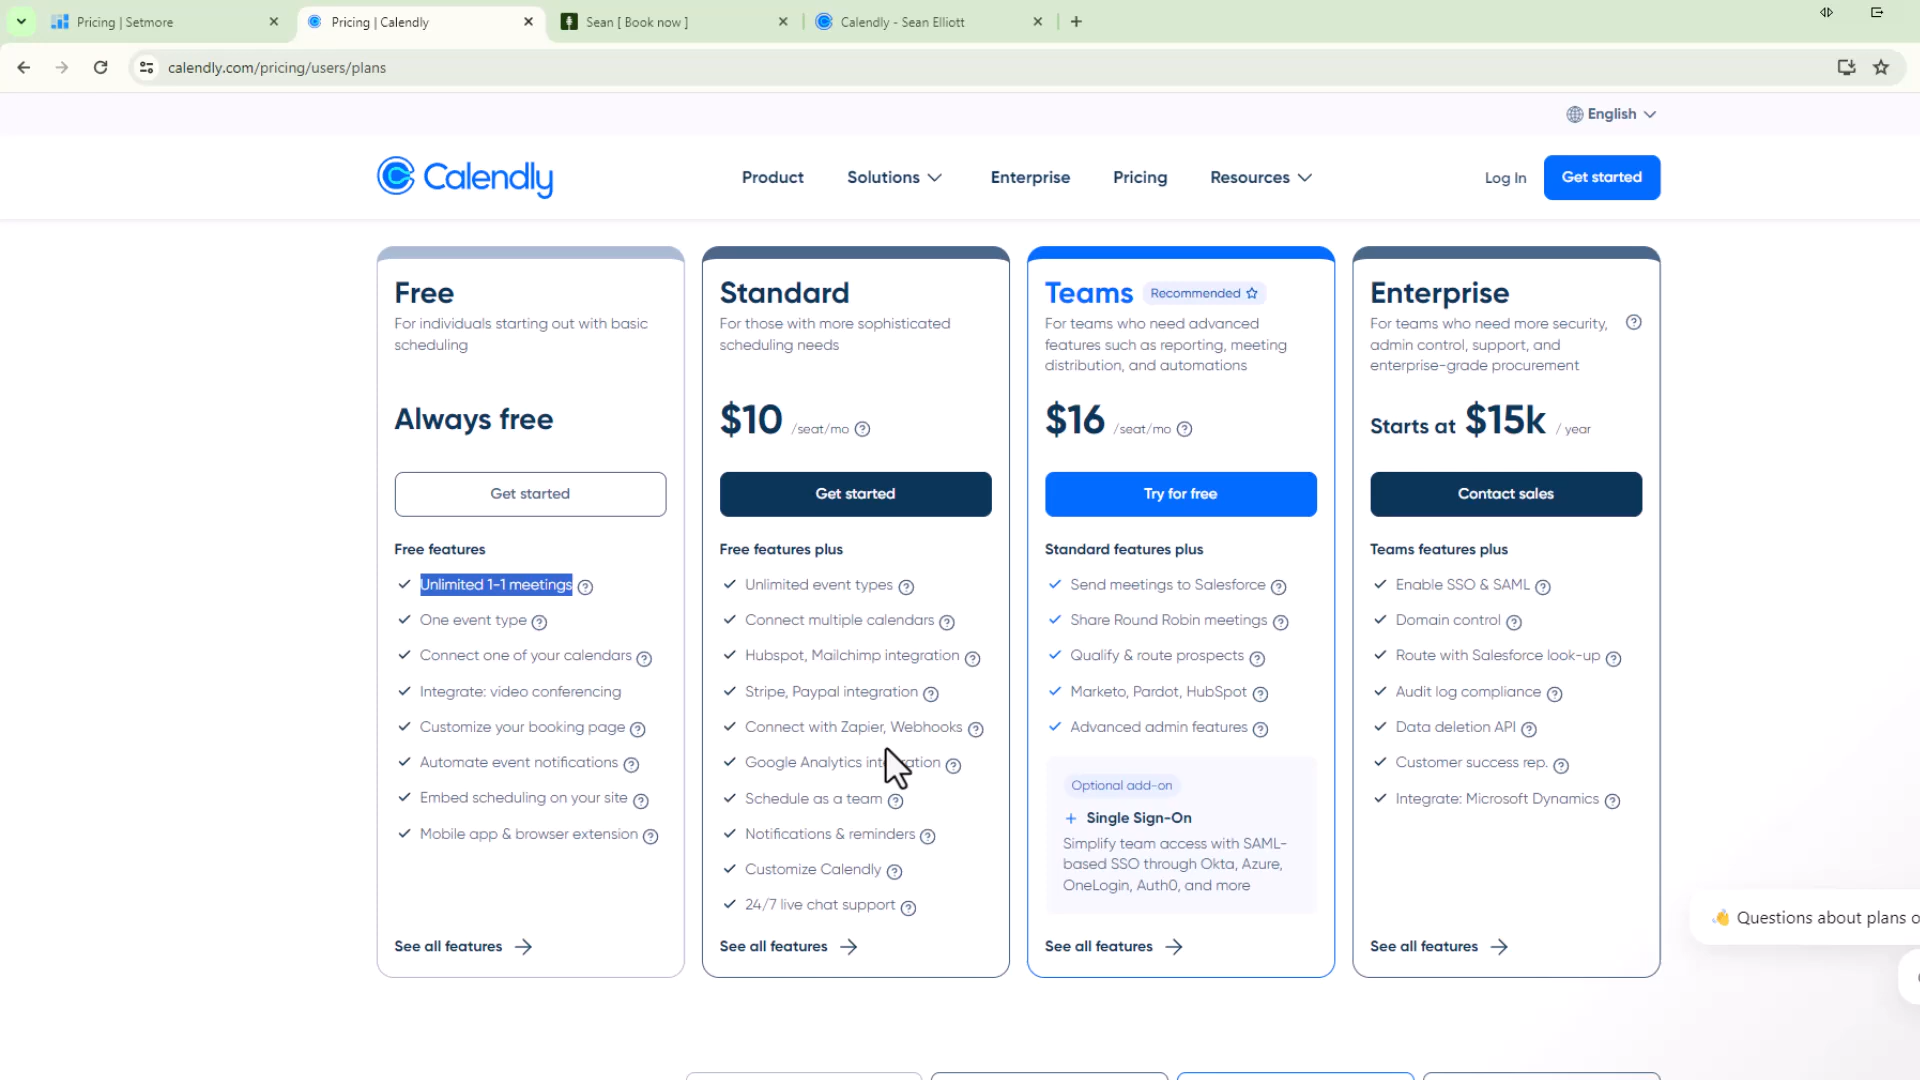 Pricing | Setmore
Pricing | Calendly
Sean [ Book now ]
Calendly - Sean Elliott
calendly.com/pricing/users/plans
English
Calendly
Product
Solutions
Enterprise
Pricing
Resources
Log In
Get started
Free
For individuals starting out with basic
scheduling
Always free
Get started
Free features
Unlimited 1-1 meetings
One event type
Connect one of your calendars
Integrate: video conferencing
Customize your booking page
Automate event notifications
Embed scheduling on your site
Mobile app & browser extension
See all features
Standard
For those with more sophisticated
scheduling needs
$10 /seat/mo
Get started
Free features plus
Unlimited event types
Connect multiple calendars
Hubspot, Mailchimp integration
Stripe, Paypal integration
Connect with Zapier, Webhooks
Google Analytics
Schedule as a team
Notifications & reminders
Customize Calendly
24/7 live chat support
See all features
Teams
Recommended
For teams who need advanced
features such as reporting, meeting
distribution, and automations
$16 /seat/mo
Try for free
Standard features plus
Send meetings to Salesforce
Share Round Robin meetings
Qualify & route prospects
Marketo, Pardot, HubSpot
Advanced admin features
Optional add-on
+ Single Sign-On
Simplify team access with SAML-
based SSO through Okta, Azure,
OneLogin, Auth0, and more
See all features
Enterprise
For teams who need more security,
admin control, support, and
enterprise-grade procurement
Starts at $15k / year
Contact sales
Teams features plus
Enable SSO & SAML
Domain control
Route with Salesforce look-up
Audit log compliance
Data deletion API
Customer success rep.
Integrate: Microsoft Dynamics
See all features
👋 Questions about plans